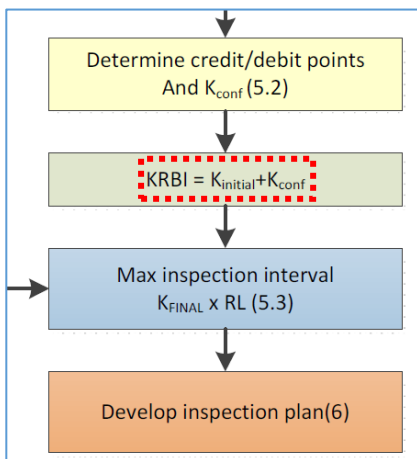 Determine credit/debit points
And Kconf (5.2)
KRBI = Kinitial+Kconf
Max inspection interval
KFINAL x RL (5.3)
Develop inspection plan(6)